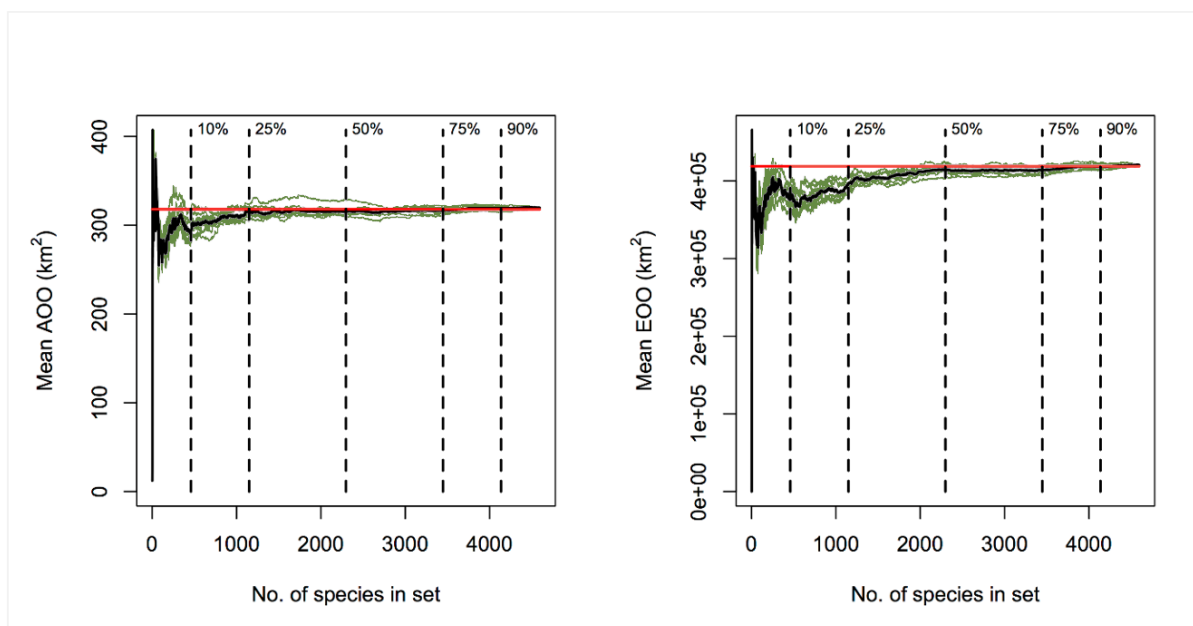 10% 25% 50% 75% 90%
400
300
200
100
0
Mean AOO (km²)
0 1000 2000 3000 4000
No. of species in set
10% 25% 50% 75% 90%
4e+05
3e+05
2e+05
1e+05
0e+00
Mean EOO (km²)
0 1000 2000 3000 4000
No. of species in set